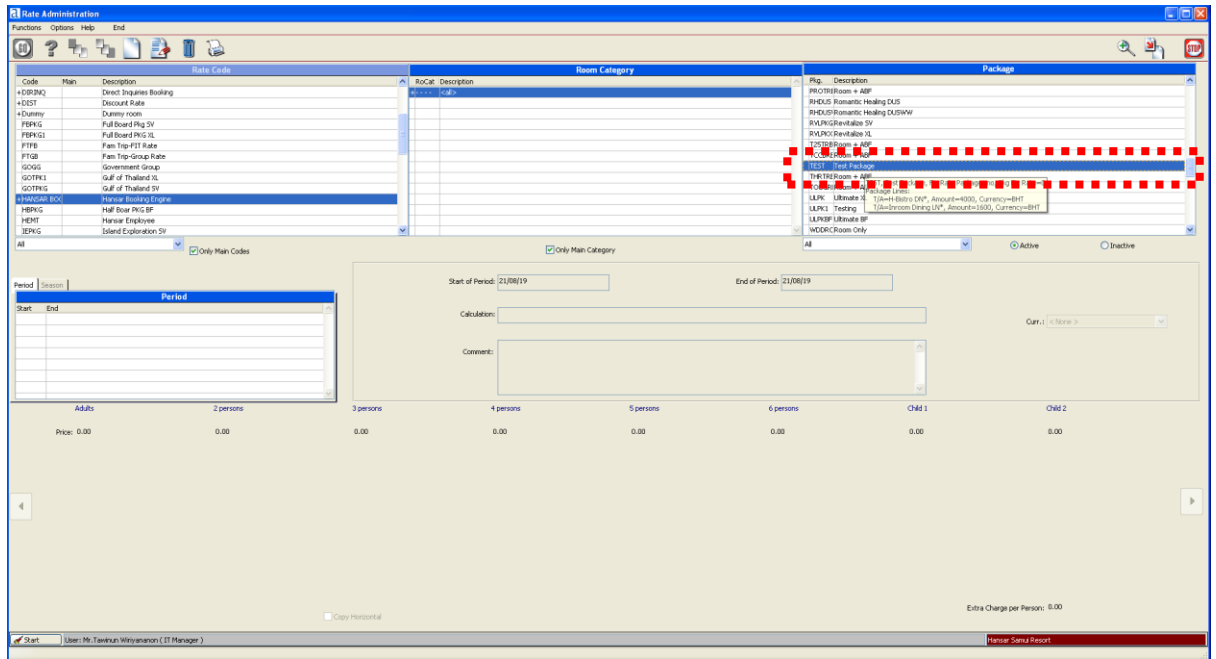 Rate Administration
Functions Options Help End
GO ? STOP
Rate Code
Room Category
Package
Code Main Description
RoCat Description
Pkg. Description
+DIRINQ Direct Inquiries Booking
+DIST Discount Rate
+Dummy Dummy room
FBPKG Full Board Pkg SV
FBPKG1 Full Board PKG XL
FTFB Fam Trip-FIT Rate
FTGB Fam Trip-Group Rate
GOGG Government Group
GOTPK1 Gulf of Thailand XL
GOTPKG Gulf of Thailand SV
+HANSAR BOO Hansar Booking Engine
HBPKG Half Boar PKG BF
HEMT Hansar Employee
IEPKG Island Exploration SV
+---- <all>
PROTRI Room + ABF
RHDUS Romantic Healing DUS
RHDUS Romantic Healing DUSWW
RVLPKG Revitalize SV
RVLPKX Revitalize XL
T25TRB Room + ABF
Room + ABF
TEST Test Package
THRTRE Room + ABF
Package Lines:
T/A=H-Bistro DN*, Amount=4000, Currency=BHT
T/A=Inroom Dining LN*, Amount=1600, Currency=BHT
ULPK Ultimate
ULPK1 Testing
ULPKBF Ultimate BF
WDDRC Room Only
All
Only Main Codes
Only Main Category
All
Active
Inactive
Period Season
Period
Start End
Start of Period: 21/08/19
End of Period: 21/08/19
Calculation:
Curr.: < None >
Comment:
Adults 2 persons 3 persons 4 persons 5 persons 6 persons Child 1 Child 2
Price: 0.00 0.00 0.00 0.00 0.00 0.00 0.00 0.00
Extra Charge per Person: 0.00
Copy Horizontal
Start
User: Mr.Tawinun Wiriyananon ( IT Manager )
Hansar Samui Resort